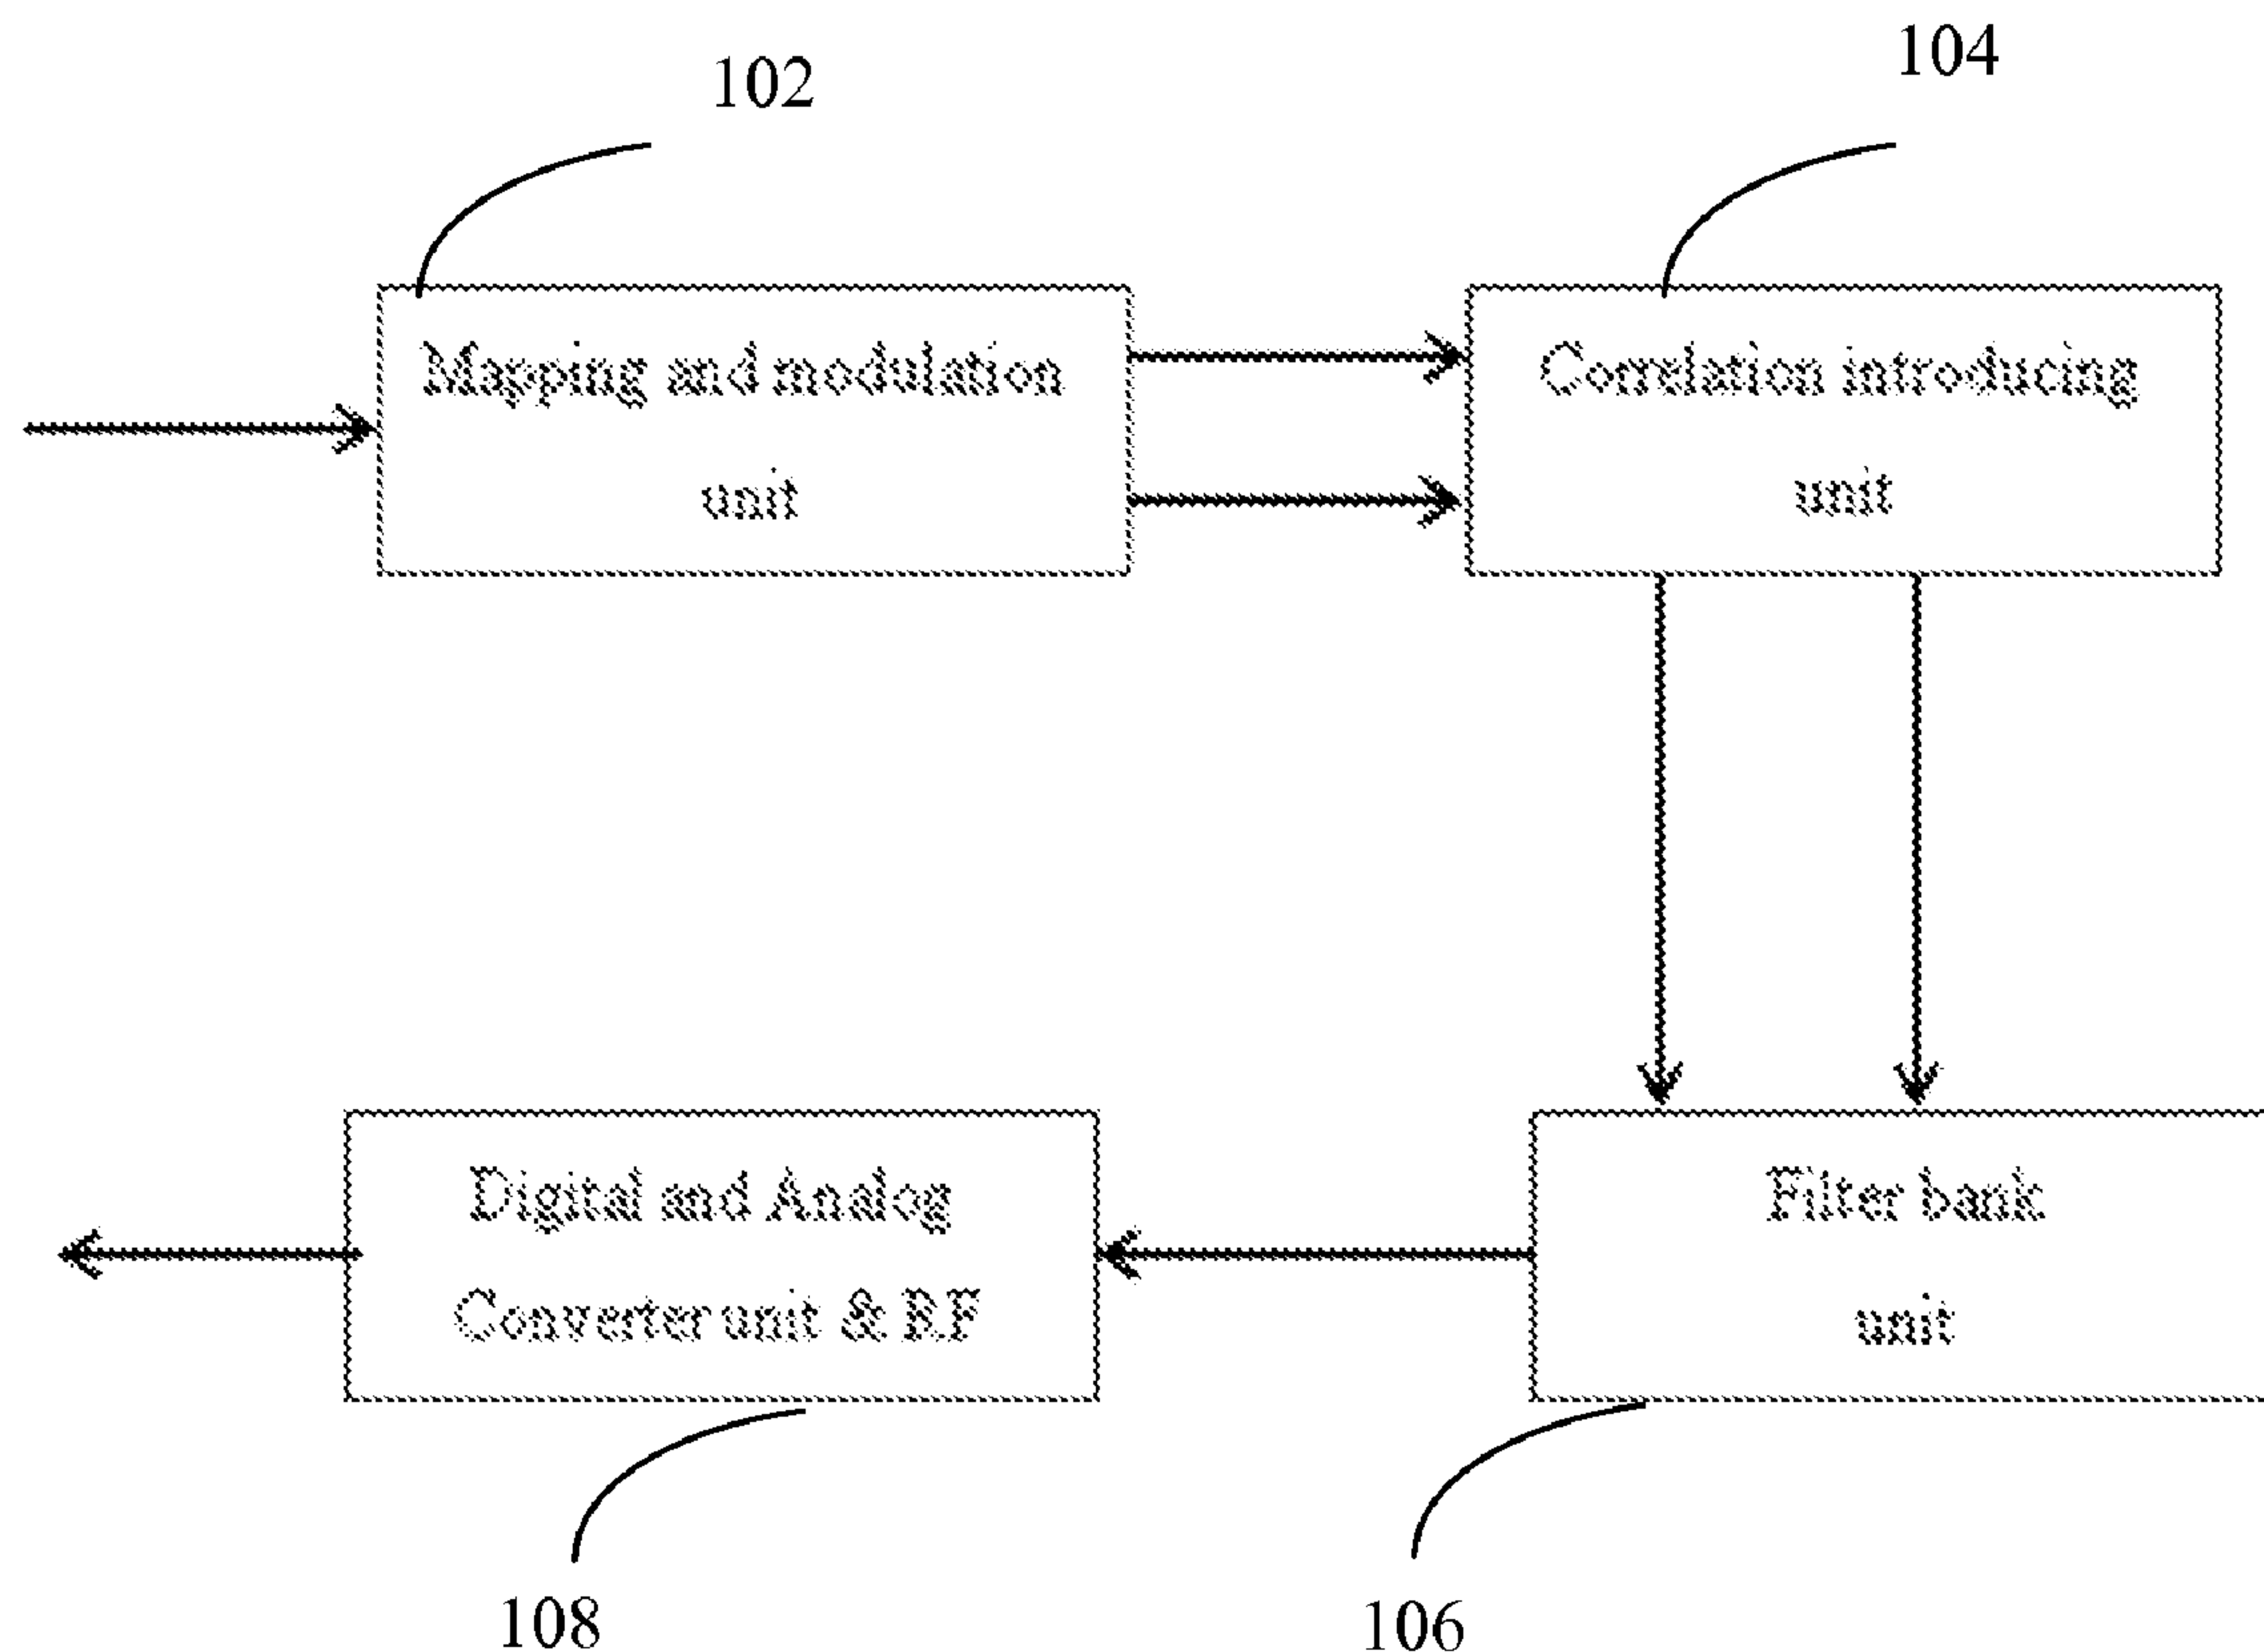 102
104
Mapping and modulation
unit
Correlation introducing
unit
Digital and Analog
Converter unit & RF
Filter bank
unit
108
106